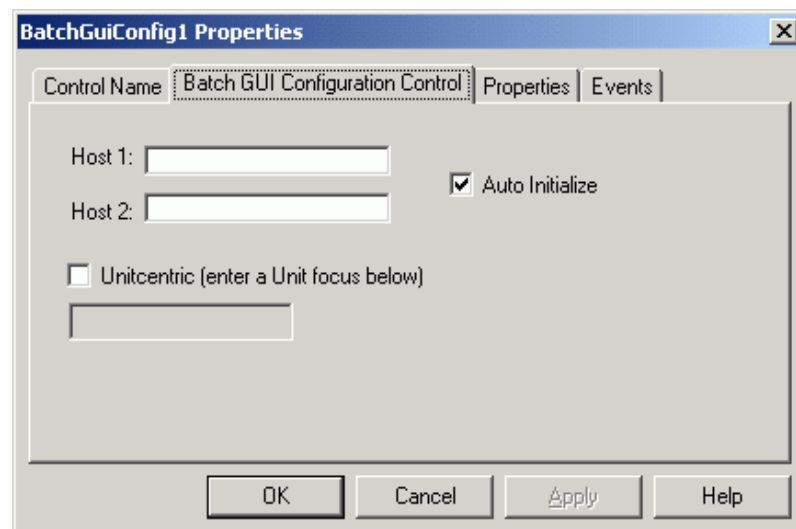 BatchGuiConfig1 Properties
Control Name Batch GUI Configuration Control Properties Events
Host 1:
Auto Initialize
Host 2:
Unitcentric (enter a Unit focus below)
OK Cancel Apply Help